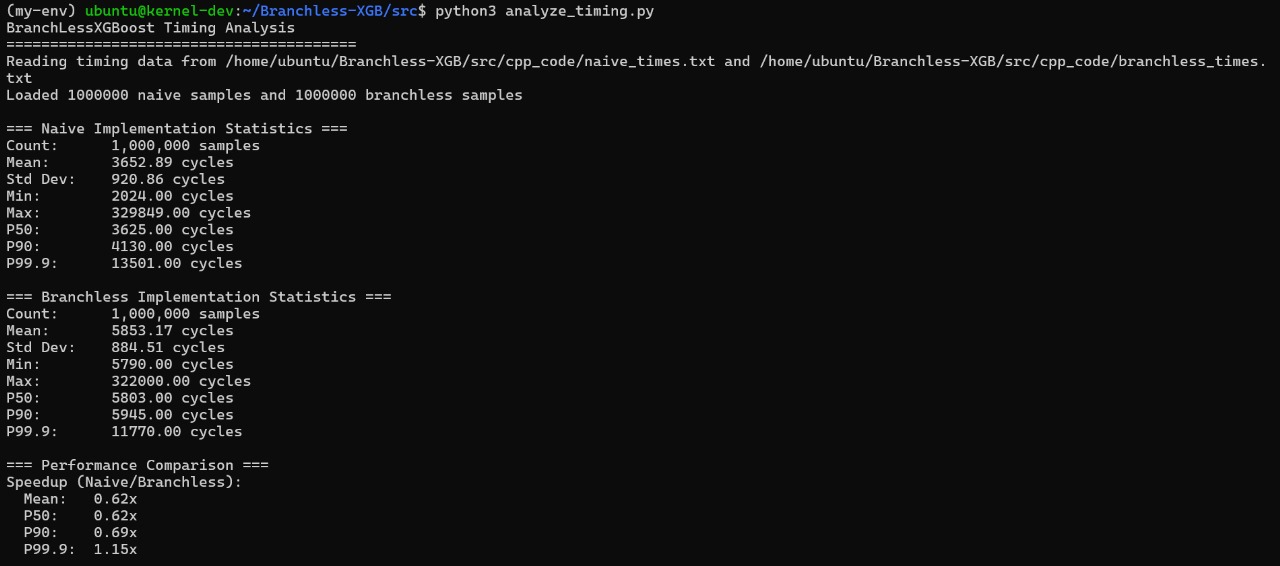 (my-env) ubuntu@kernel-dev:~/Branchless-XGB/src$ python3 analyze_timing.py
BranchLessXGBoost Timing Analysis
========================================
Reading timing data from /home/ubuntu/Branchless-XGB/src/cpp_code/naive_times.txt and /home/ubuntu/Branchless-XGB/src/cpp_code/branchless_times.
txt
Loaded 1000000 naive samples and 1000000 branchless samples

=== Naive Implementation Statistics ===
Count:      1,000,000 samples
Mean:       3652.89 cycles
Std Dev:    920.86 cycles
Min:        2024.00 cycles
Max:        329849.00 cycles
P50:        3625.00 cycles
P90:        4130.00 cycles
P99.9:      13501.00 cycles

=== Branchless Implementation Statistics ===
Count:      1,000,000 samples
Mean:       5853.17 cycles
Std Dev:    884.51 cycles
Min:        5790.00 cycles
Max:        322000.00 cycles
P50:        5803.00 cycles
P90:        5945.00 cycles
P99.9:      11770.00 cycles

=== Performance Comparison ===
Speedup (Naive/Branchless):
  Mean:   0.62x
  P50:    0.62x
  P90:    0.69x
  P99.9:  1.15x